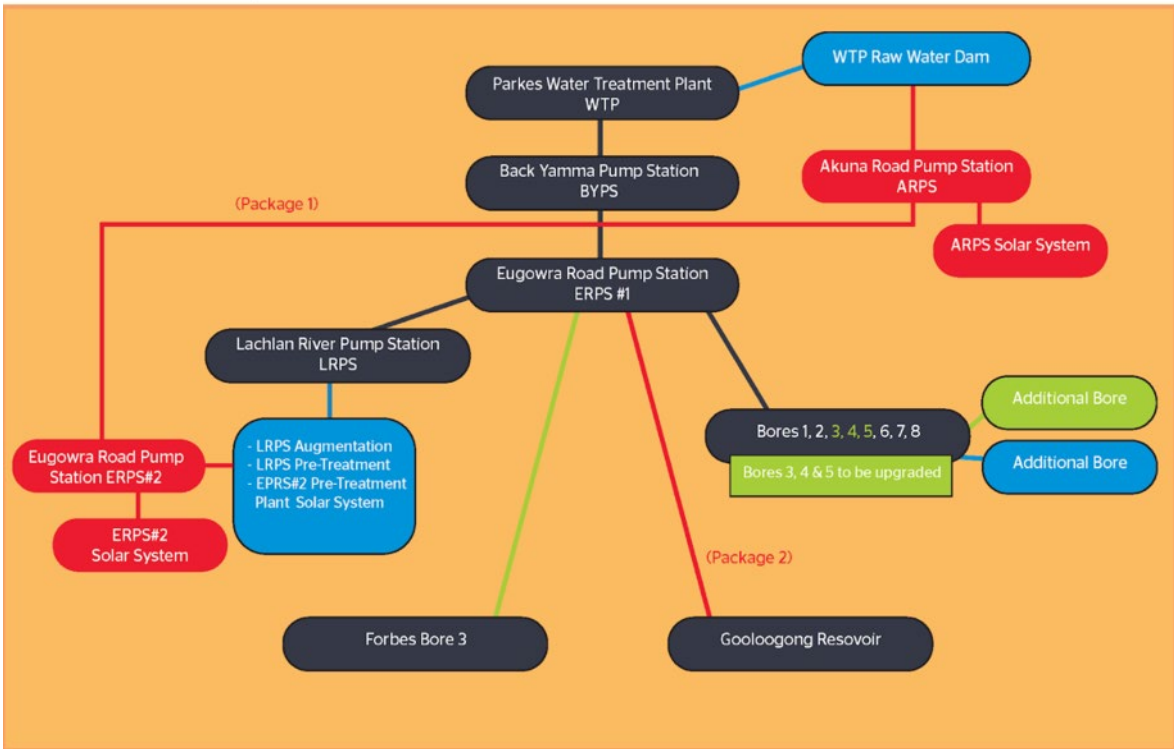 WTP Raw Water Dam
Parkes Water Treatment Plant
WTP
Back Yamma Pump Station
BYPS
Akuna Road Pump Station
ARPS
(Package 1)
ARPS Solar System
Eugowra Road Pump Station
ERPS #1
Lachlan River Pump Station
LRPS
Additional Bore
Bores 1, 2, 3, 4, 5, 6, 7, 8
- LRPS Augmentation
- LRPS Pre-Treatment
- EPRS#2 Pre-Treatment
Plant Solar System
Eugowra Road Pump
Station ERPS#2
Additional Bore
Bores 3, 4 & 5 to be upgraded
ERPS#2
Solar System
(Package 2)
Forbes Bore 3
Gooloogong Resovoir